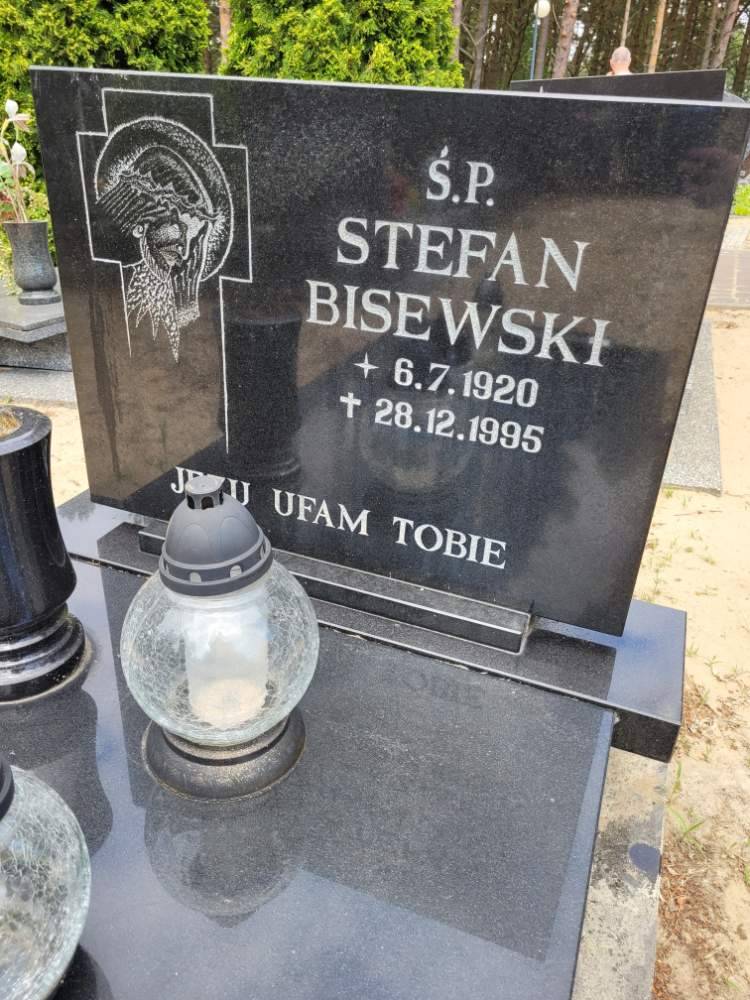 Ś.P.
STEFAN
BISEWSKI
6.7.1920
✝ 28.12.1995
UFAM TOBIE